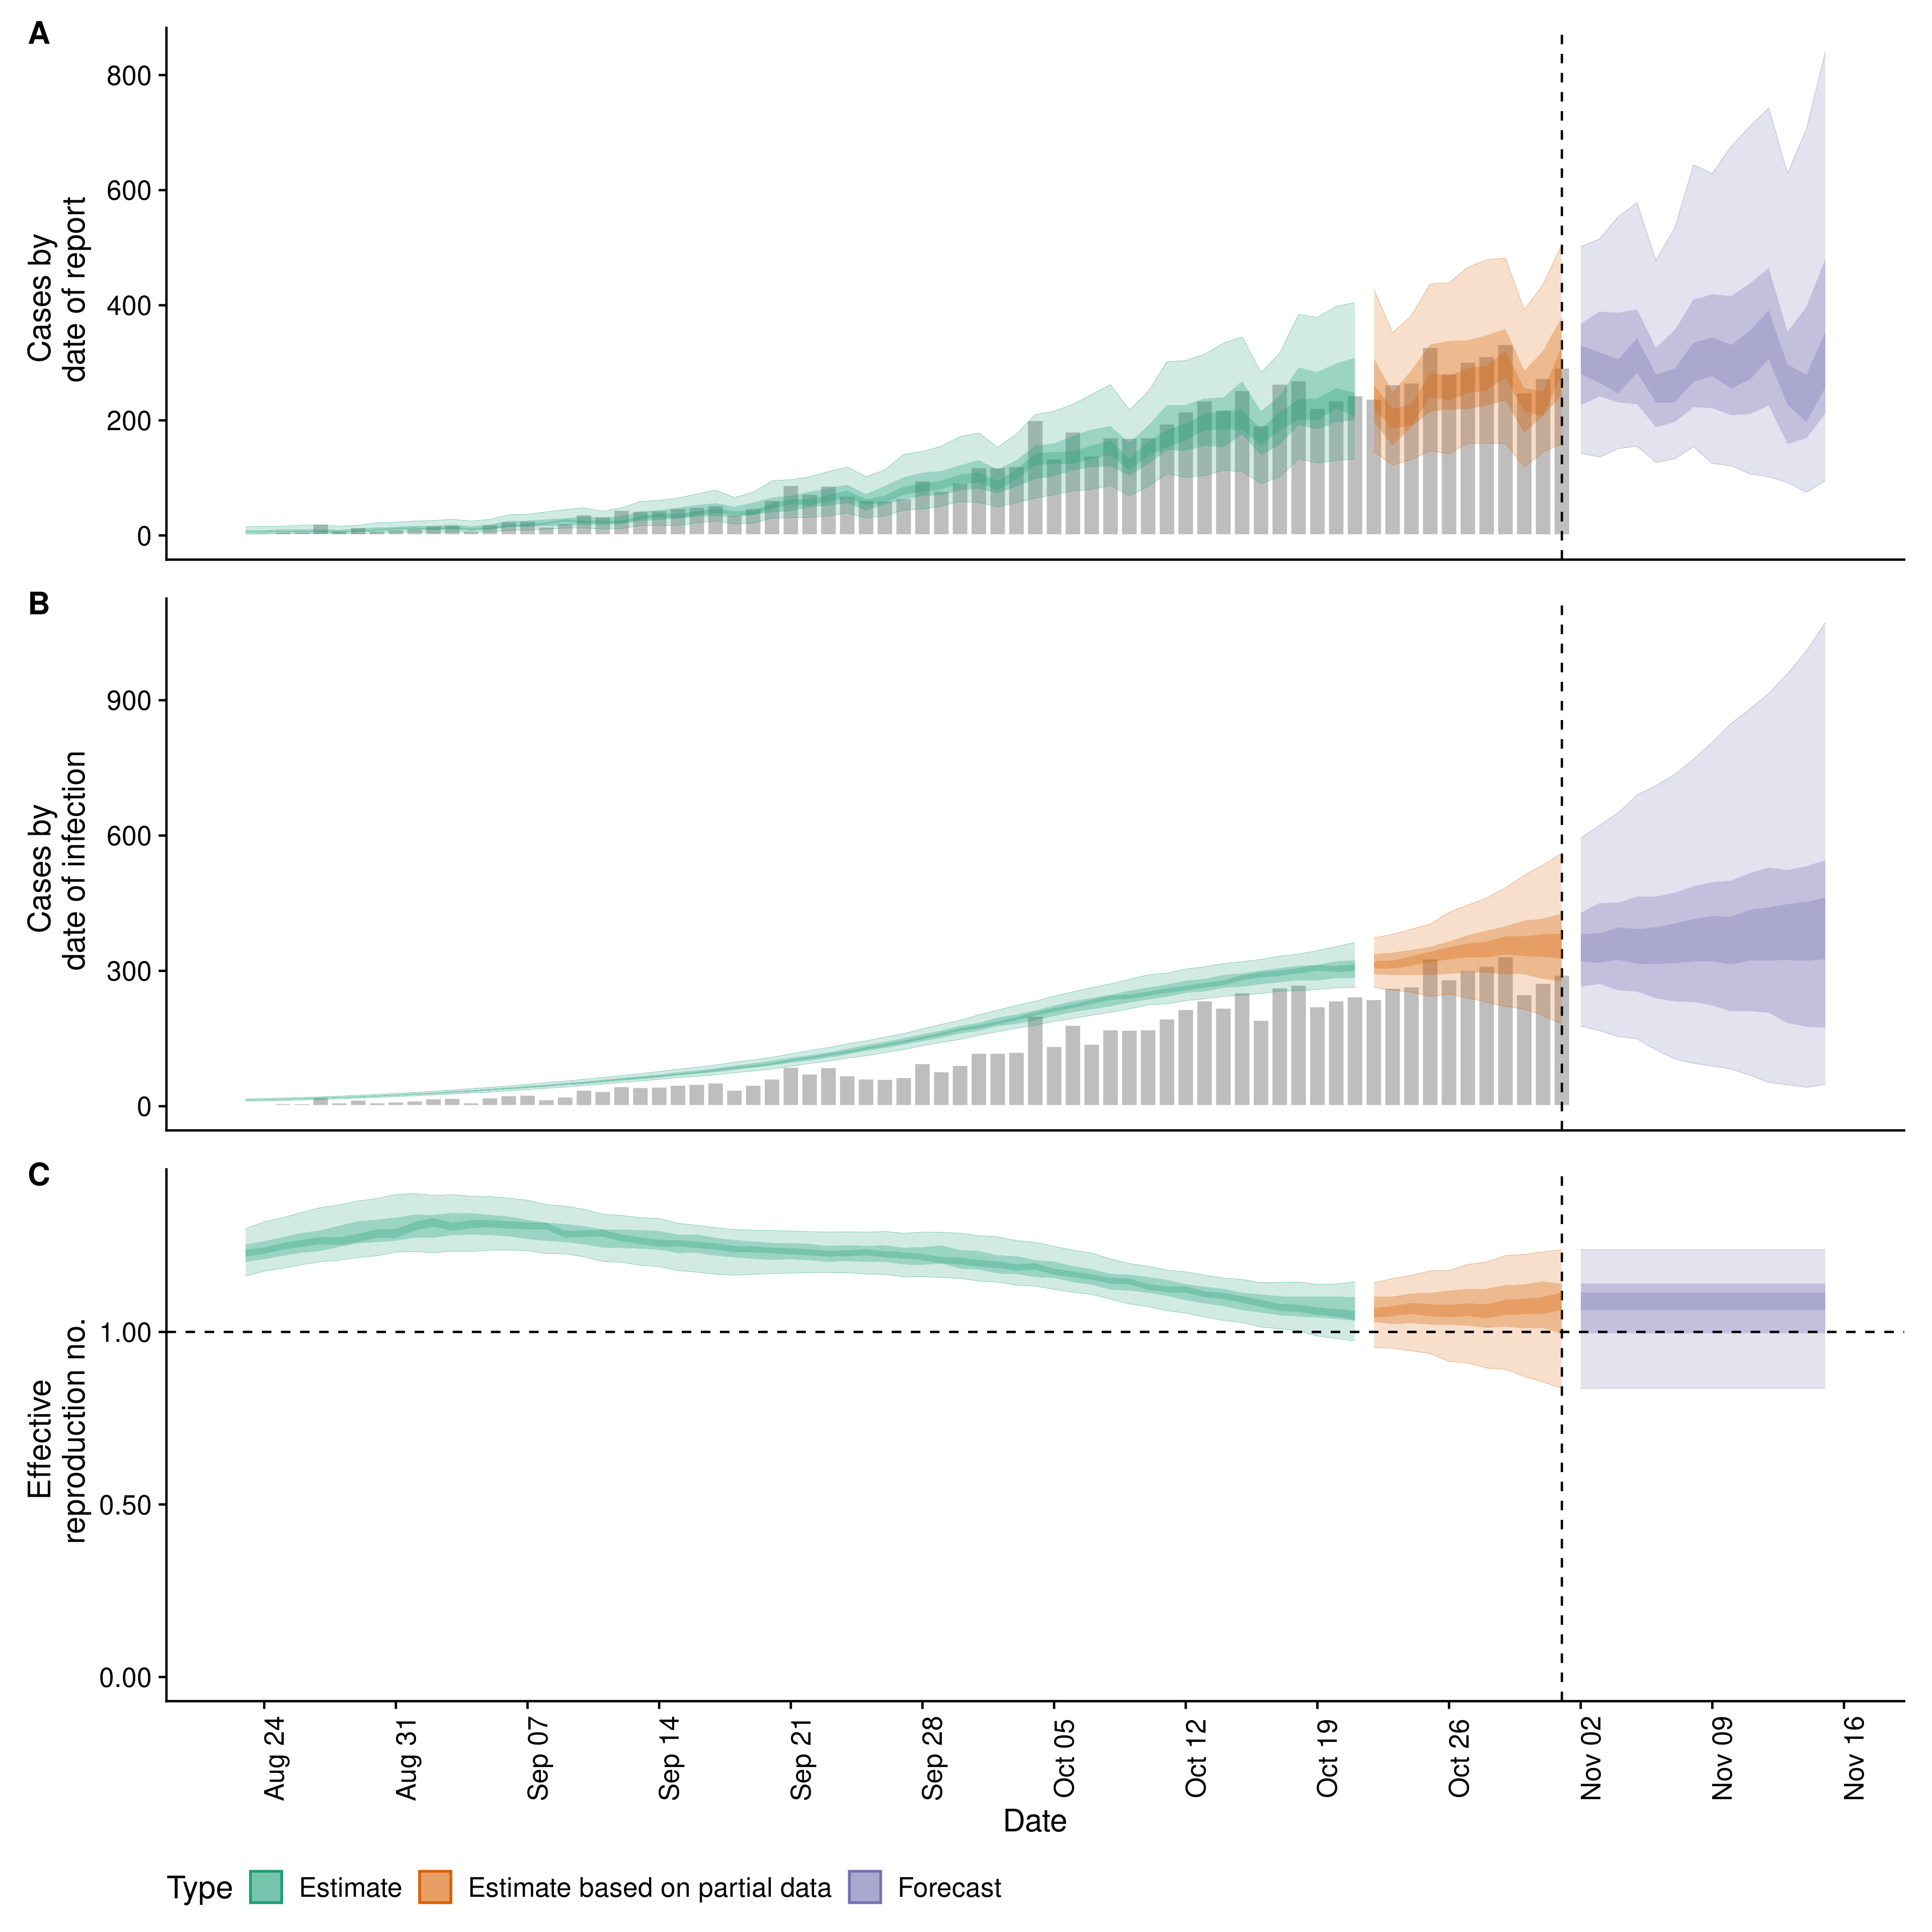 A
800
600
400
200
0
Cases by
date of report
B
900
600
300
0
Cases by
date of infection
C
1.00
0.50
0.00
Effective
reproduction no.
Aug 24
Aug 31
Sep 07
Sep 14
Sep 21
Sep 28
Oct 05
Oct 12
Oct 19
Oct 26
Nov 02
Nov 09
Nov 16
Date
Type Estimate Estimate based on partial data Forecast